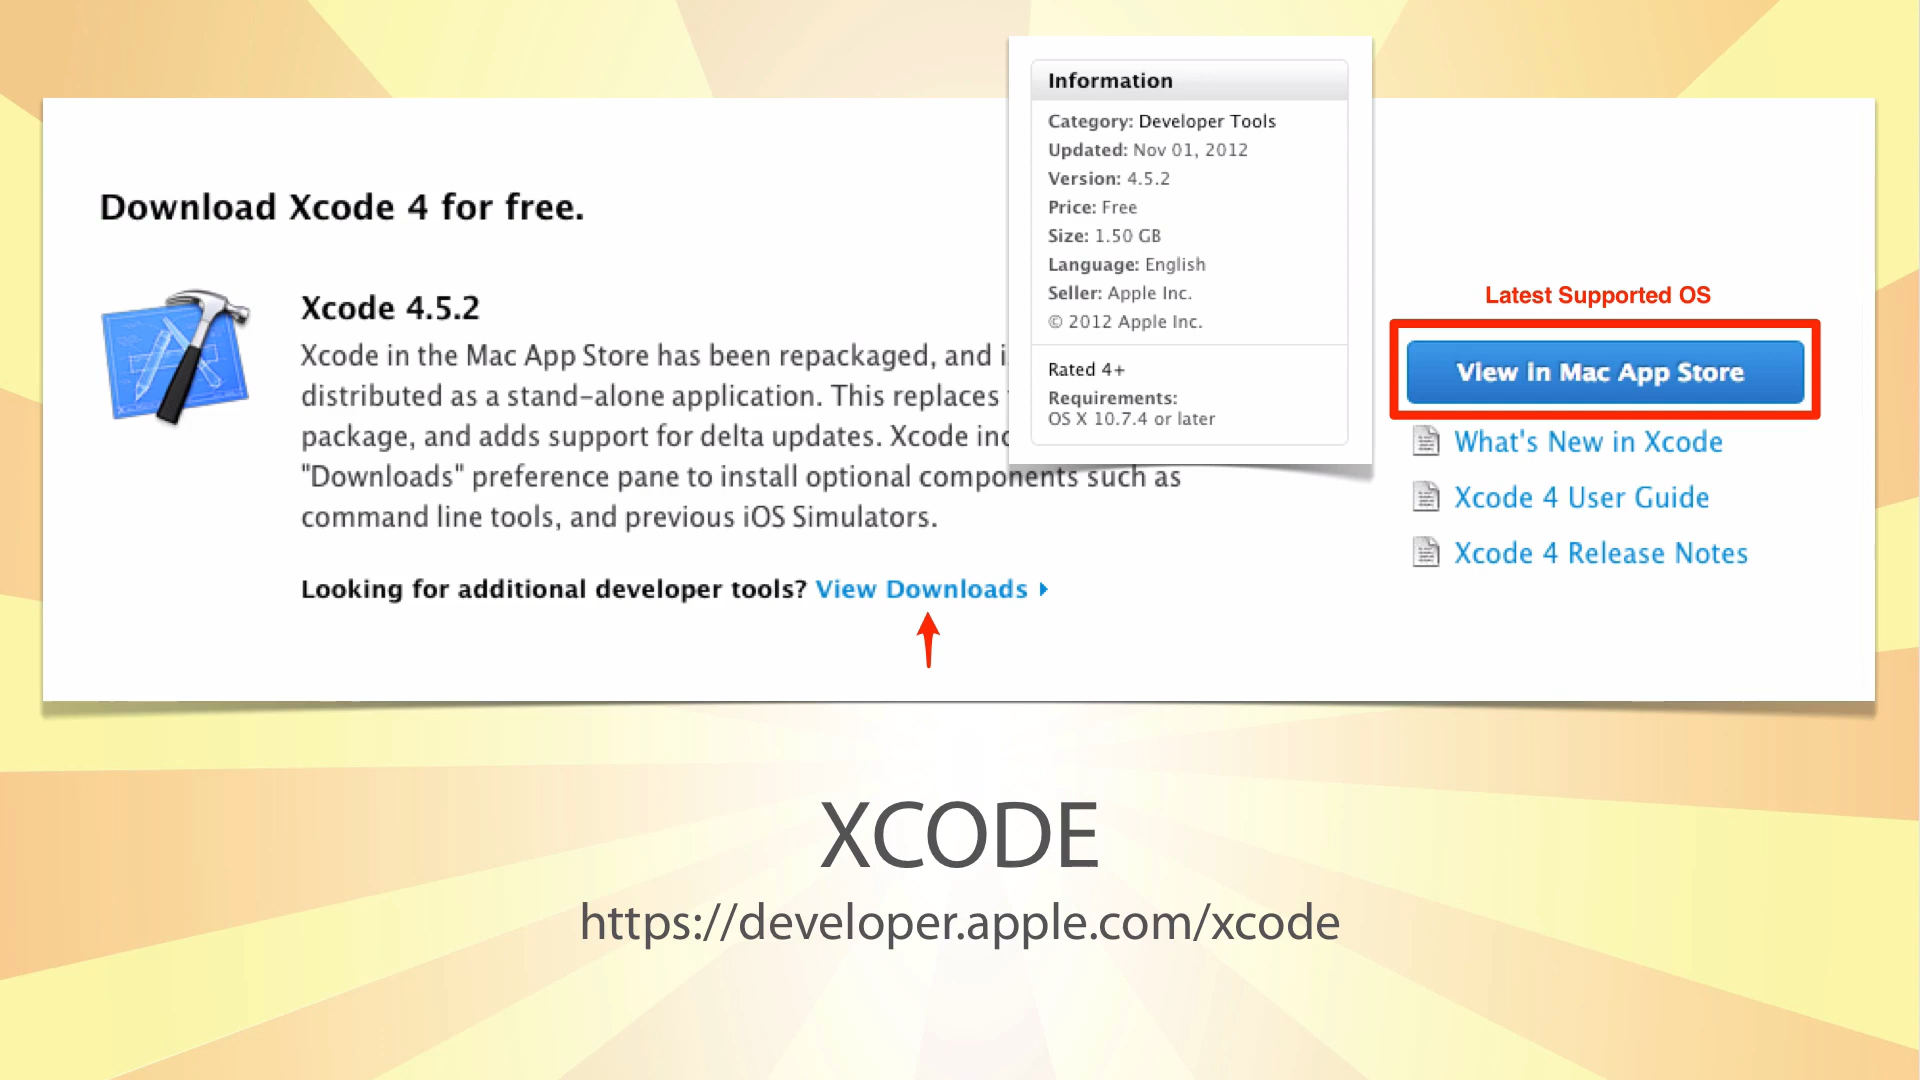 Information
Category: Developer Tools
Updated: Nov 01, 2012
Version: 4.5.2
Price: Free
Size: 1.50 GB
Language: English
Seller: Apple Inc.
© 2012 Apple Inc.
Rated 4+
Requirements:
OS X 10.7.4 or later
Download Xcode 4 for free.
Xcode 4.5.2
Xcode in the Mac App Store has been repackaged, and
distributed as a stand-alone application. This replaces
package, and adds support for delta updates. Xcode
"Downloads" preference pane to install optional components such as
command line tools, and previous iOS Simulators.
Looking for additional developer tools? View Downloads
Latest Supported OS
View in Mac App Store
What's New in Xcode
Xcode 4 User Guide
Xcode 4 Release Notes
XCODE
https://developer.apple.com/xcode